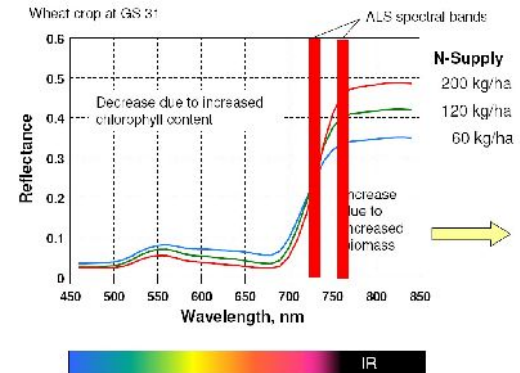 Wheat crop at GS 31
ALS spectral bands
N-Supply
200 kg/ha
120 kg/ha
60 kg/ha
0.6
0.5
0.4
0.3
0.2
0.1
0
Reflectance
Decrease due to increased
chlorophyll content
ncrease
due to
ncreased
biomass
450 500 550 600 650 700 750 800 850
Wavelength, nm
IR